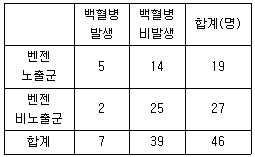 백혈병 발생 백혈병 비발생 합계(명)
벤젠 노출군 5 14 19
벤젠 비노출군 2 25 27
합계 7 39 46